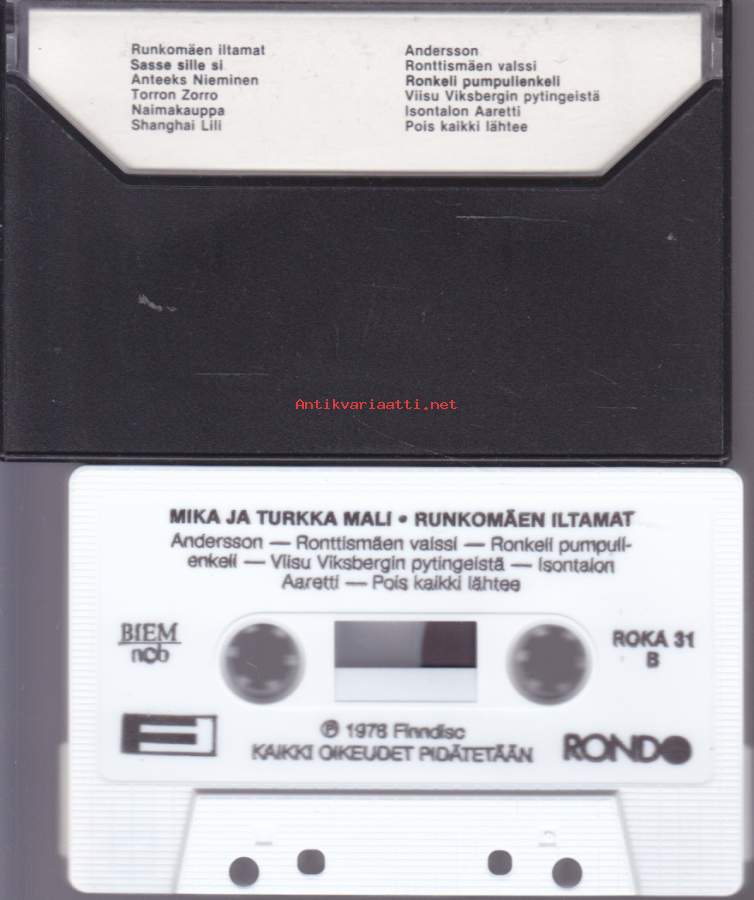 Runkomäen iltamat
Sasse sille si
Anteeks Nieminen
Torron Zorro
Naimakauppa
Shanghai Lili
Andersson
Ronttismäen valssi
Ronkeli pumpulienkeli
Viisu Viksbergin pytingeistä
Isontalon Aaretti
Pois kaikki lähtee
Antikvariaatti.net
MIKA JA TURKKA MALI • RUNKOMÄEN ILTAMAT
Andersson — Ronttismäen valssi — Ronkeli pumpuli-
enkeli — Viisu Viksbergin pytingeistä — Isontalon
Aaretti — Pois kaikki lähtee
BIEM
ncb
ROKA 31
B
℗ 1978 Finndisc
KAIKKI OIKEUDET PIDÄTETÄÄN
RONDO